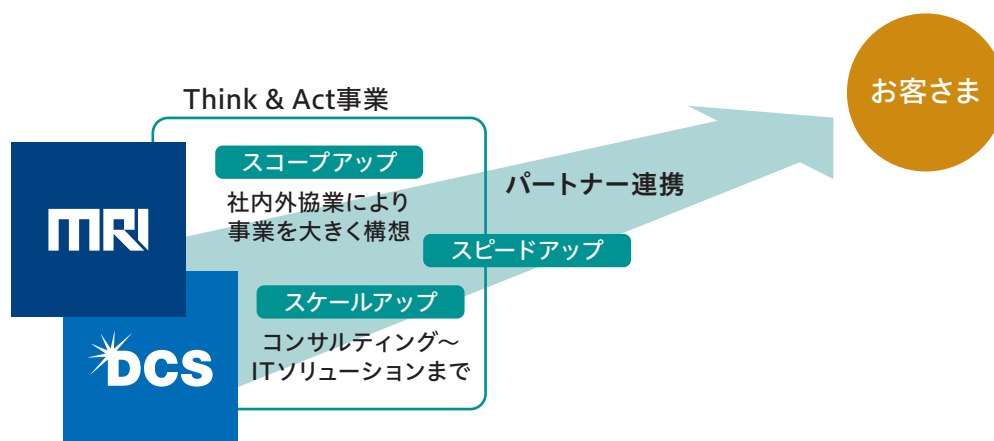 Think & Act事業
お客さま
スコープアップ
社内外協業により
事業を大きく構想
パートナー連携
MRI
スピードアップ
スケールアップ
コンサルティング～
ITソリューションまで
DCS